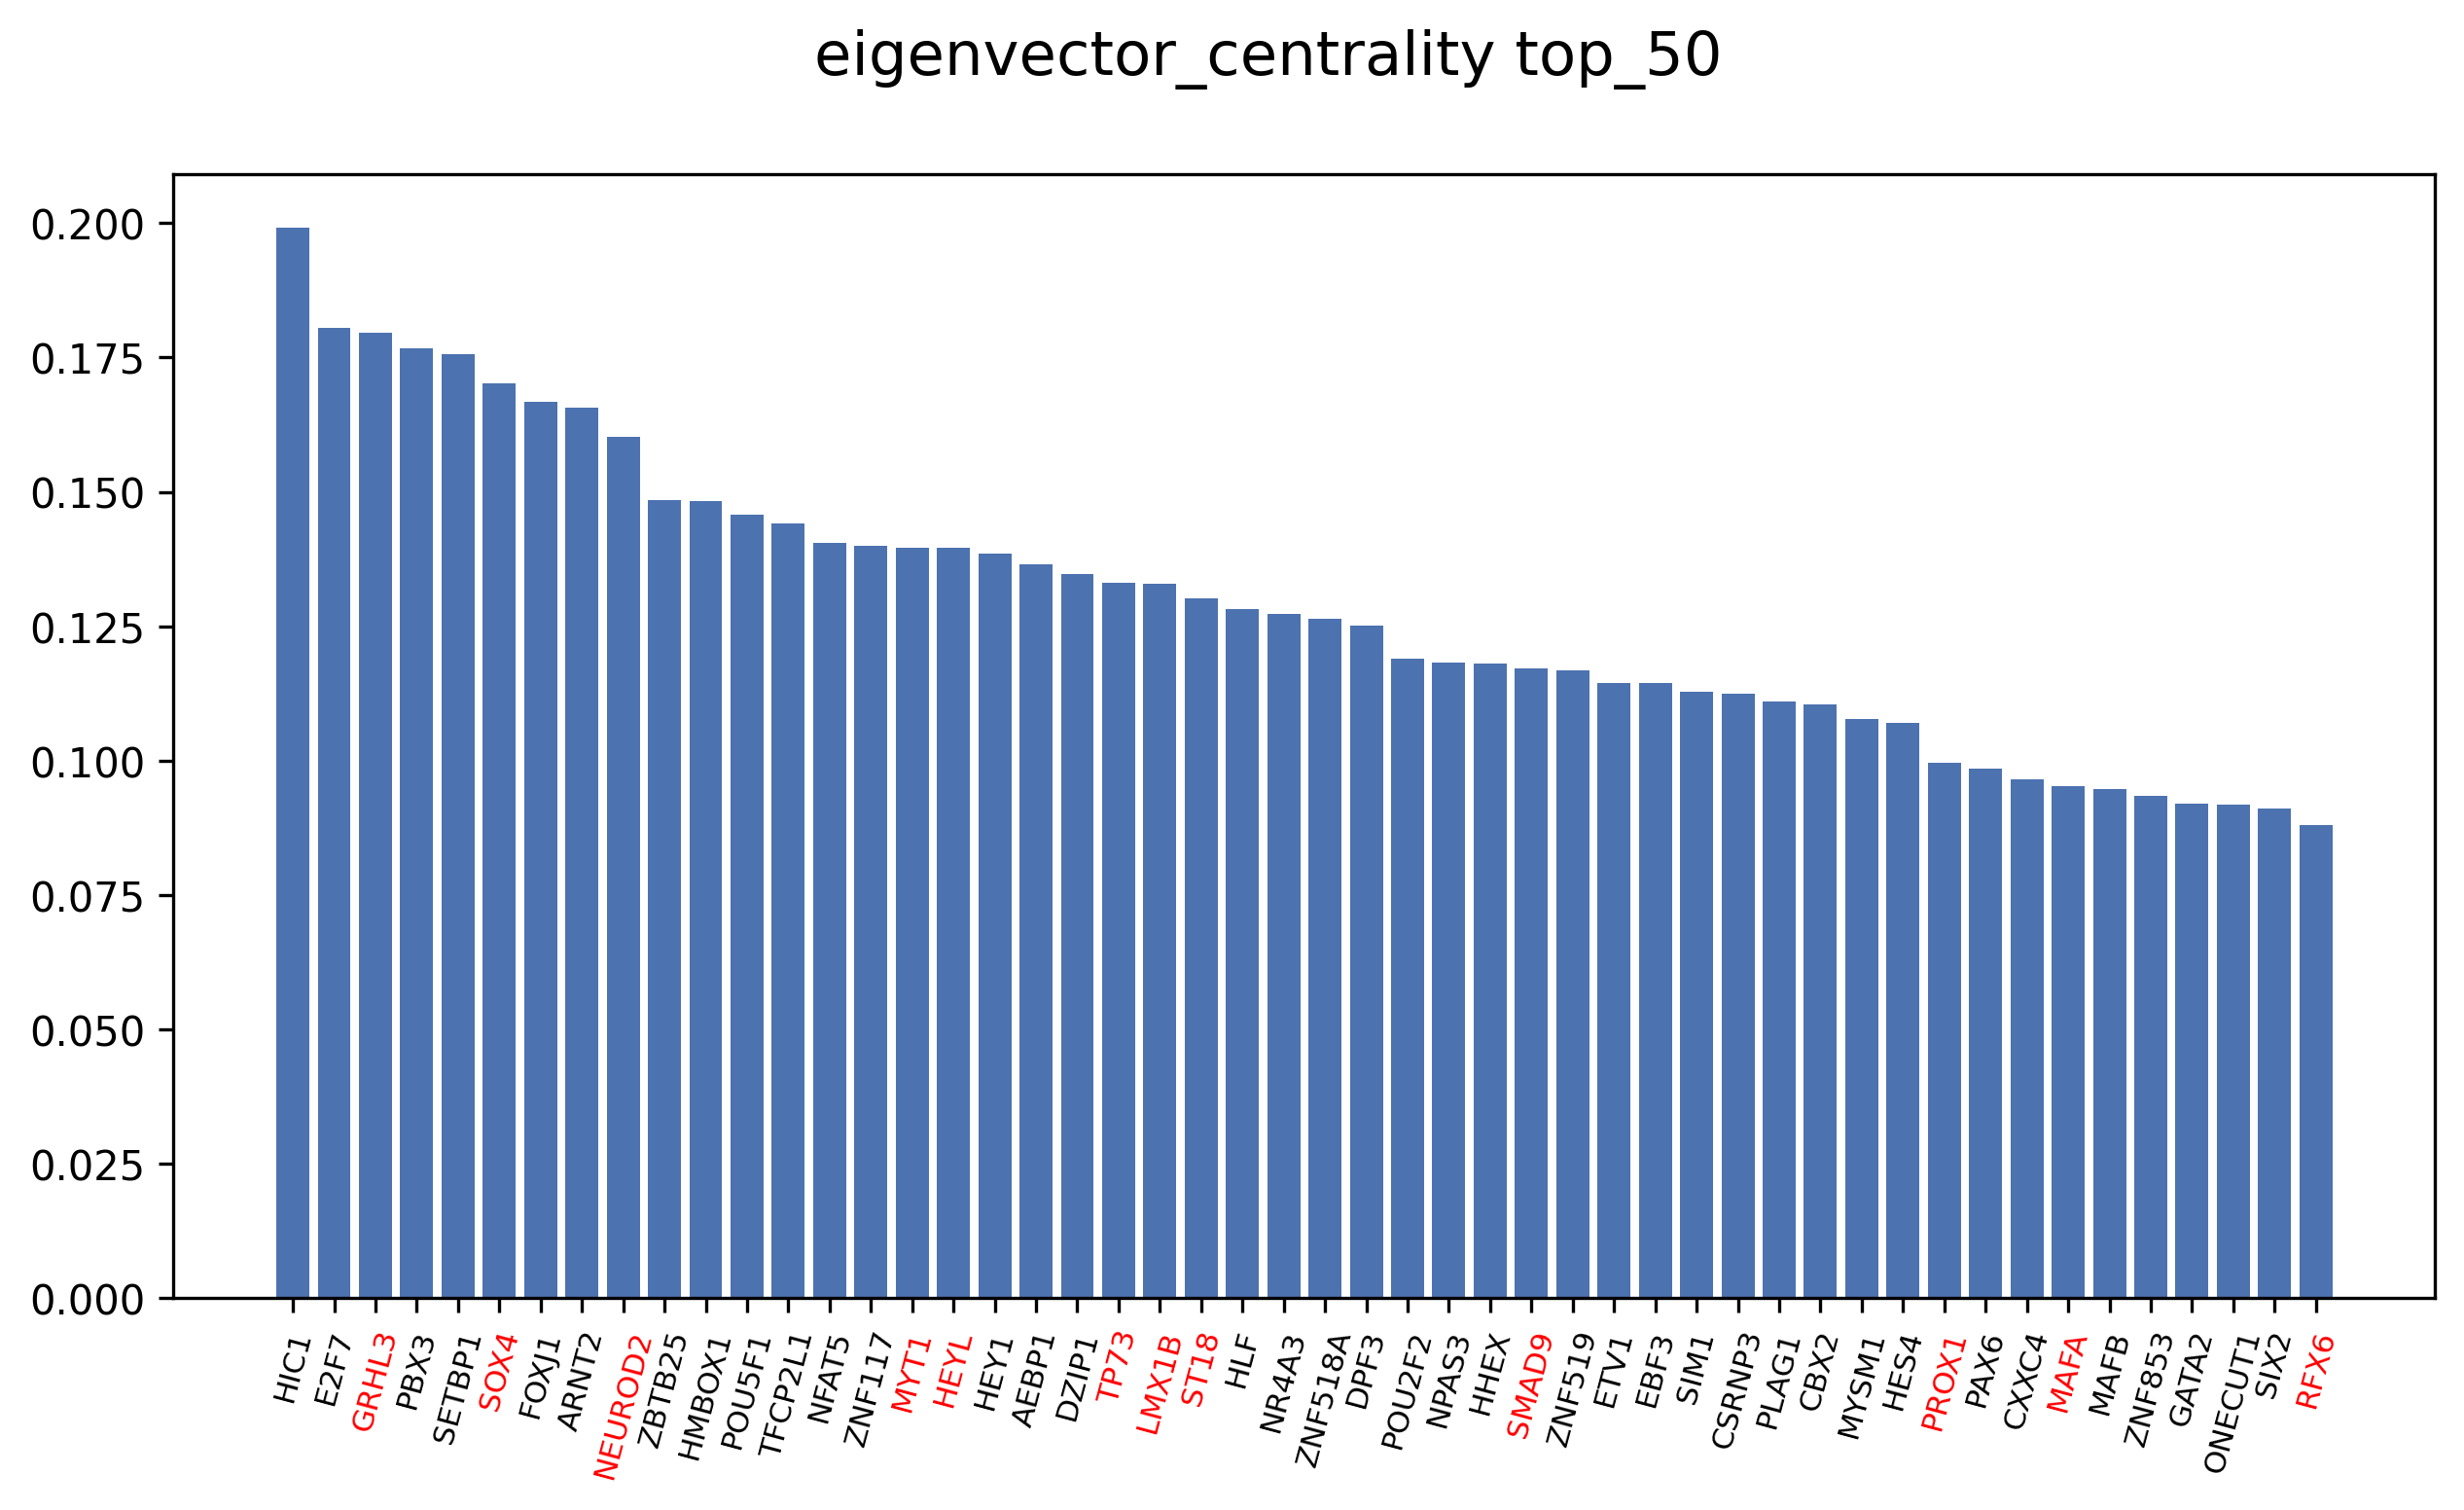 eigenvector_centrality top_50
0.200
0.175
0.150
0.125
0.100
0.075
0.050
0.025
0.000
HIC1
E2F7
GRHL3
PBX3
SETBP1
SOX4
FOXJ1
ARNT2
NEUROD2
ZBTB25
HMBOX1
POU5F1
TFCP2L1
NFAT5
ZNF117
MYT1
HEYL
HEY1
AEBP1
DZIP1
TP73
LMX1B
ST18
HLF
NR4A3
ZNF518A
DPF3
POU2F2
NPAS3
HHEX
SMAD9
ZNF519
ETV1
EBF3
SIM1
CSRNP3
PLAG1
CBX2
MYSM1
HES4
PROX1
PAX6
CXXC4
MAFA
MAFB
ZNF853
GATA2
ONECUT1
SIX2
RFX6